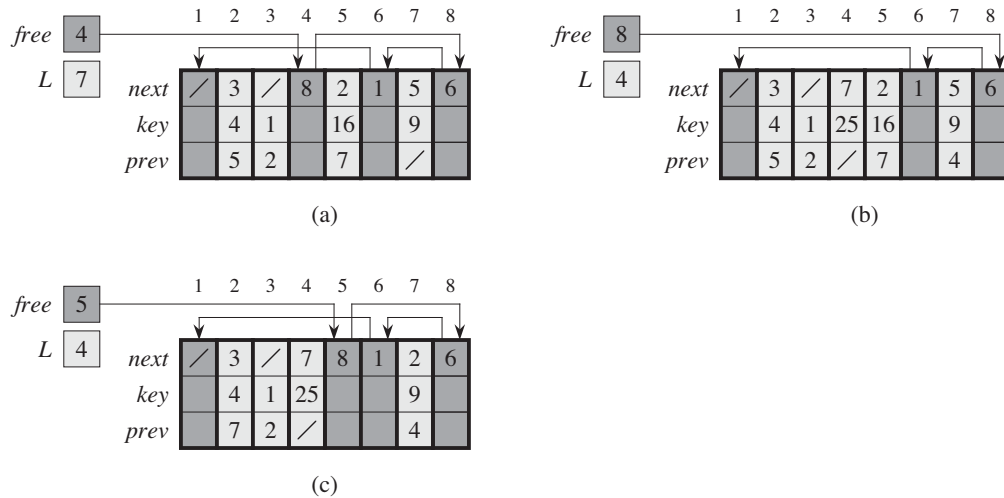 1 2 3 4 5 6 7 8
free 4
L 7
next / 3 / 8 2 1 5 6
key 4 1 16 9
prev 5 2 7 /
(a)
1 2 3 4 5 6 7 8
free 8
L 4
next / 3 / 7 2 1 5 6
key 4 1 25 16 9
prev 5 2 / 7 4
(b)
1 2 3 4 5 6 7 8
free 5
L 4
next / 3 / 7 8 1 2 6
key 4 1 25 9
prev 7 2 / 4
(c)